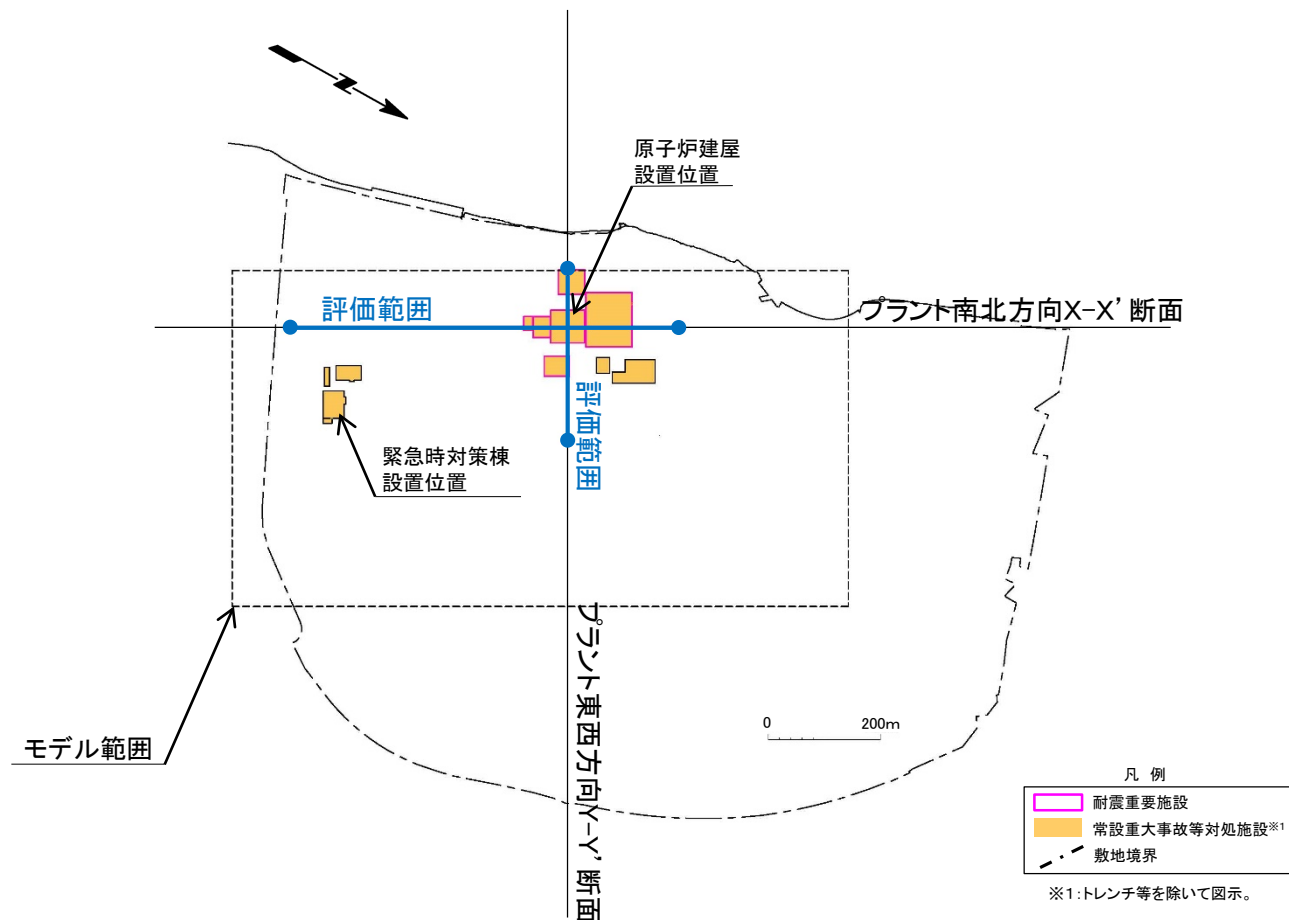 原子炉建屋
設置位置
評価範囲
プラント南北方向X-X’断面
評価範囲
緊急時対策棟
設置位置
モデル範囲
プラント東西方向Y-Y’断面
0 200m
凡 例
耐震重要施設
常設重大事故等対処施設※1
敷地境界
※1:トレンチ等を除いて図示。